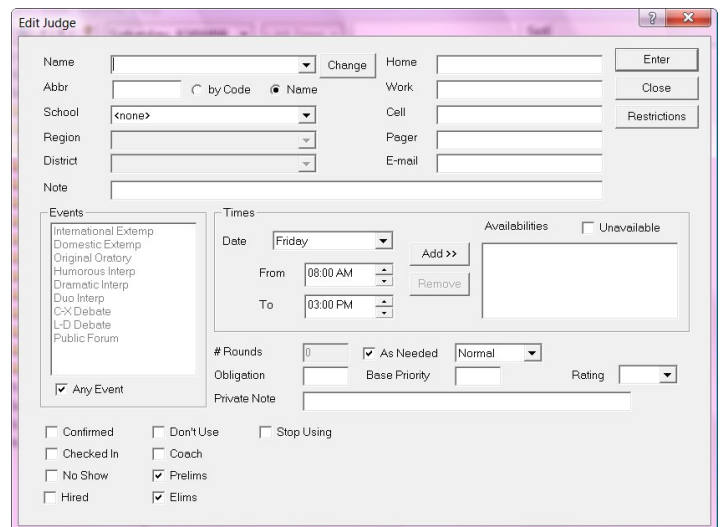 Edit Judge
Name Change Home Enter
Abbr by Code Name Work Close
School <none> Cell Restrictions
Region Pager
District E-mail
Note
Events Times
International Extemp
Domestic Extemp
Original Oratory
Humorous Interp
Dramatic Interp
Duo Interp
C-X Debate
L-D Debate
Public Forum
Any Event
Availabilities Unavailable
Date Friday Add >>
From 08:00 AM Remove
To 03:00 PM
# Rounds 0 As Needed Normal
Obligation Base Priority Rating
Private Note
Confirmed Don't Use Stop Using
Checked In Coach
No Show Prelims
Hired Elims